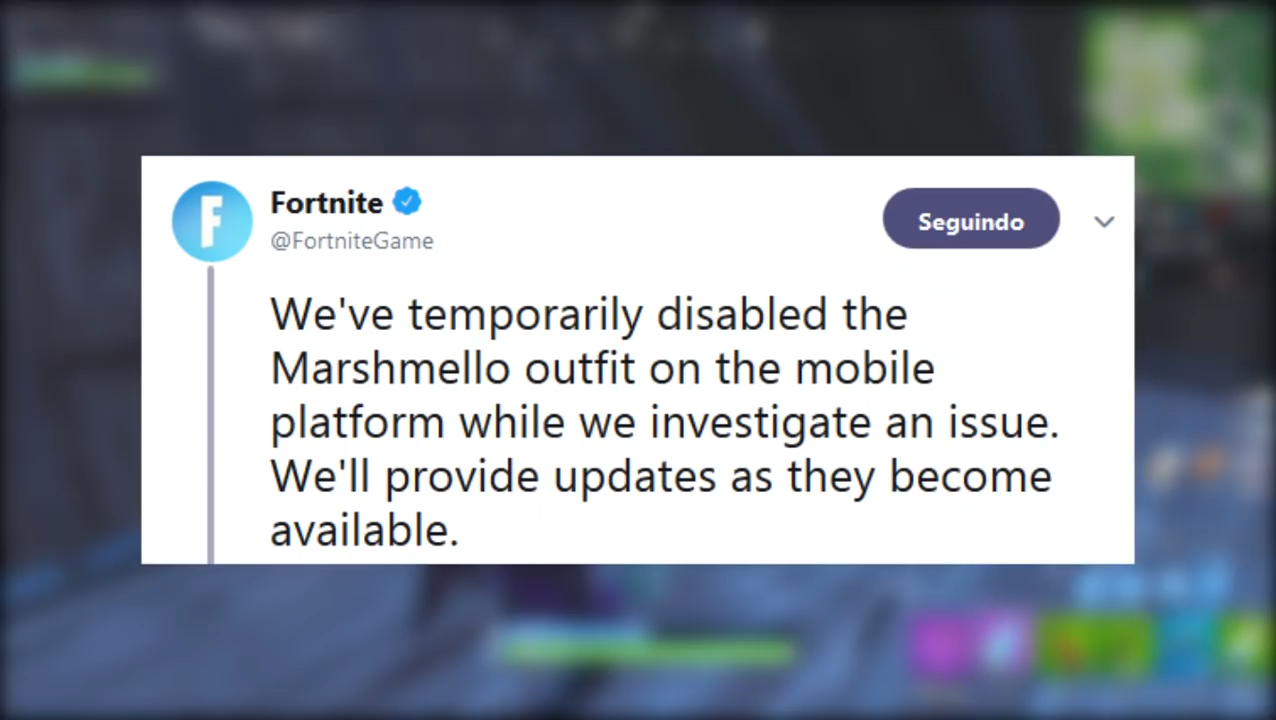 Fortnite
@FortniteGame
Seguindo
We've temporarily disabled the
Marshmello outfit on the mobile
platform while we investigate an issue.
We'll provide updates as they become
available.